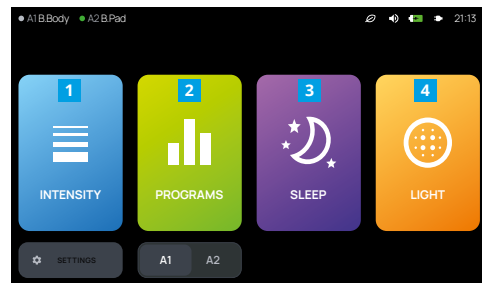 A1 B.Body A2 B.Pad 21:13
1 2 3 4
INTENSITY PROGRAMS SLEEP LIGHT
SETTINGS A1 A2